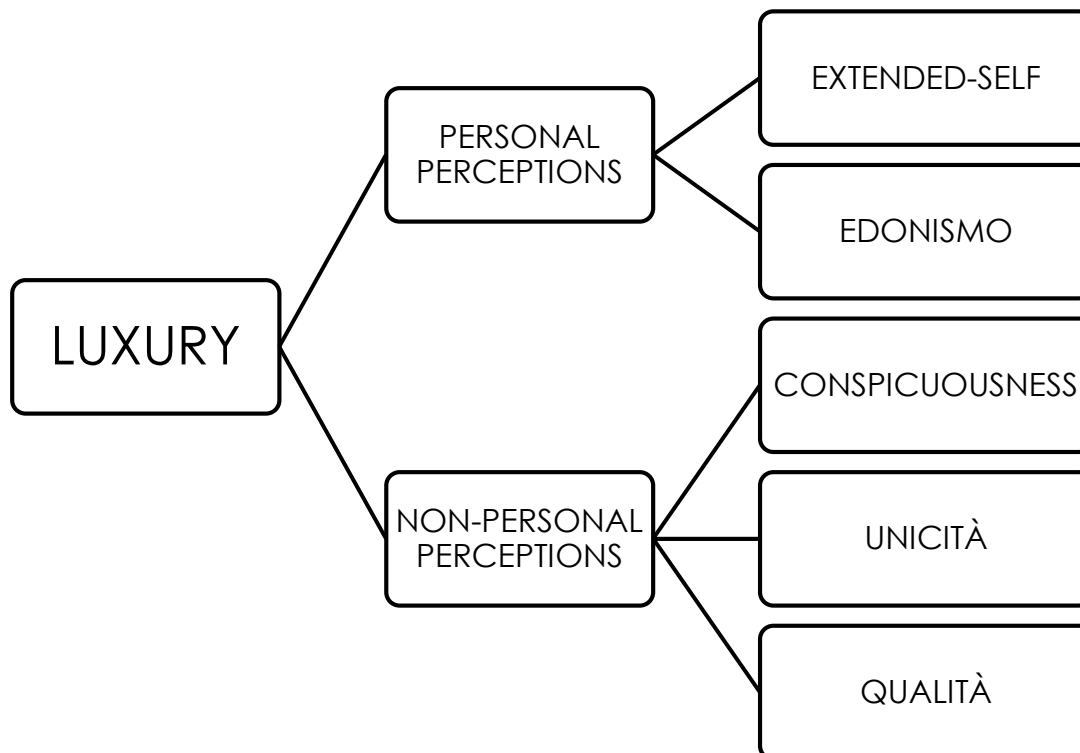 LUXURY
PERSONAL
PERCEPTIONS
EXTENDED-SELF
EDONISMO
NON-PERSONAL
PERCEPTIONS
CONSPICUOUSNESS
UNICITÀ
QUALITÀ